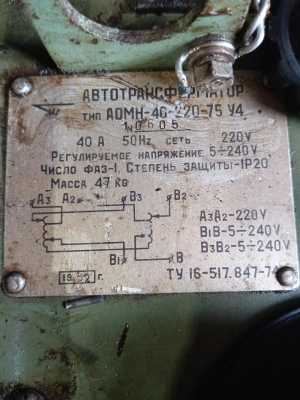 АВТОТРАНСФОРМАТОР
ТИП АОМН-40-220-75 У4
№0605
40 А 50Hz СЕТЬ 220V
РЕГУЛИРУЕМОЕ НАПРЯЖЕНИЕ 5÷240V
ЧИСЛО ФАЗ-1. СТЕПЕНЬ ЗАЩИТЫ-IP20
МАССА 47 kg
А3 А2 В3 В2
А3А2-220V
В1В-5÷240V
В3В2-5÷240V
В1 В
г. ТУ 16-517.847-74